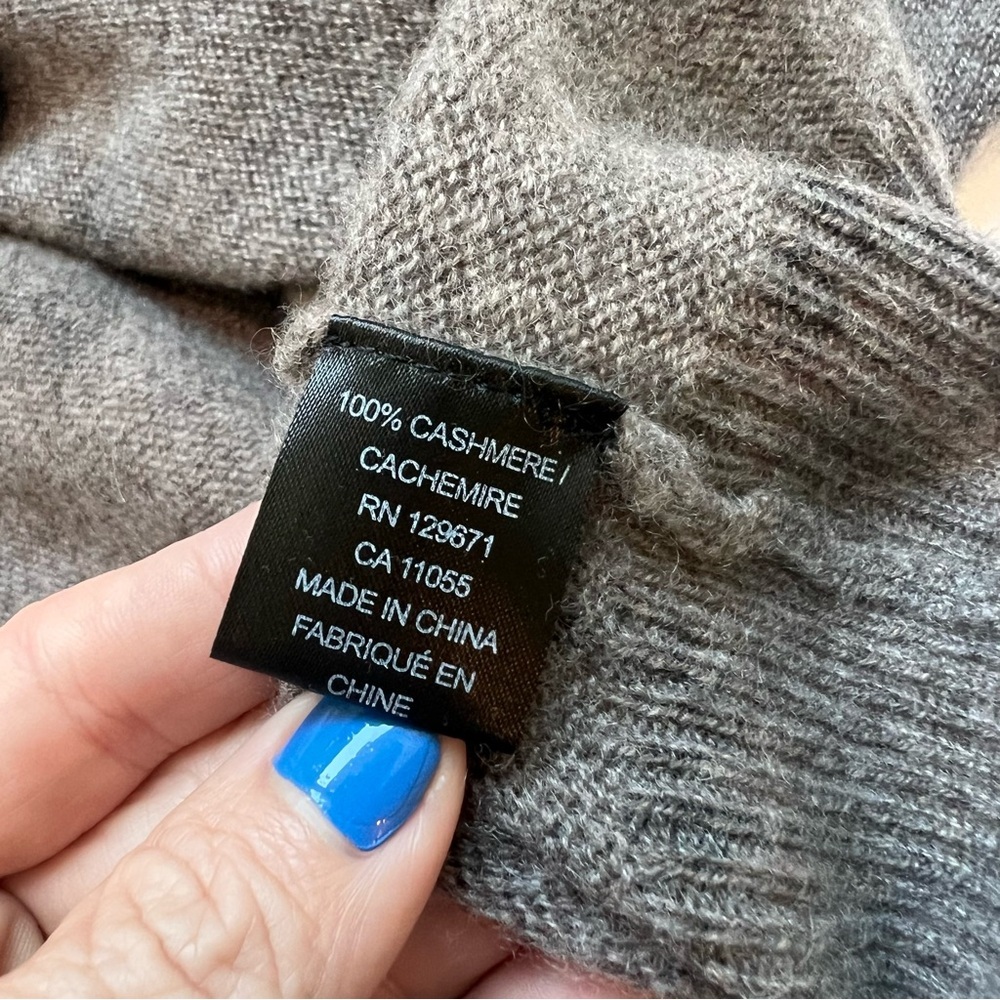 100% CASHMERE /
CACHEMIRE
RN 129671
CA 11055
MADE IN CHINA
FABRIQUÉ EN
CHINE